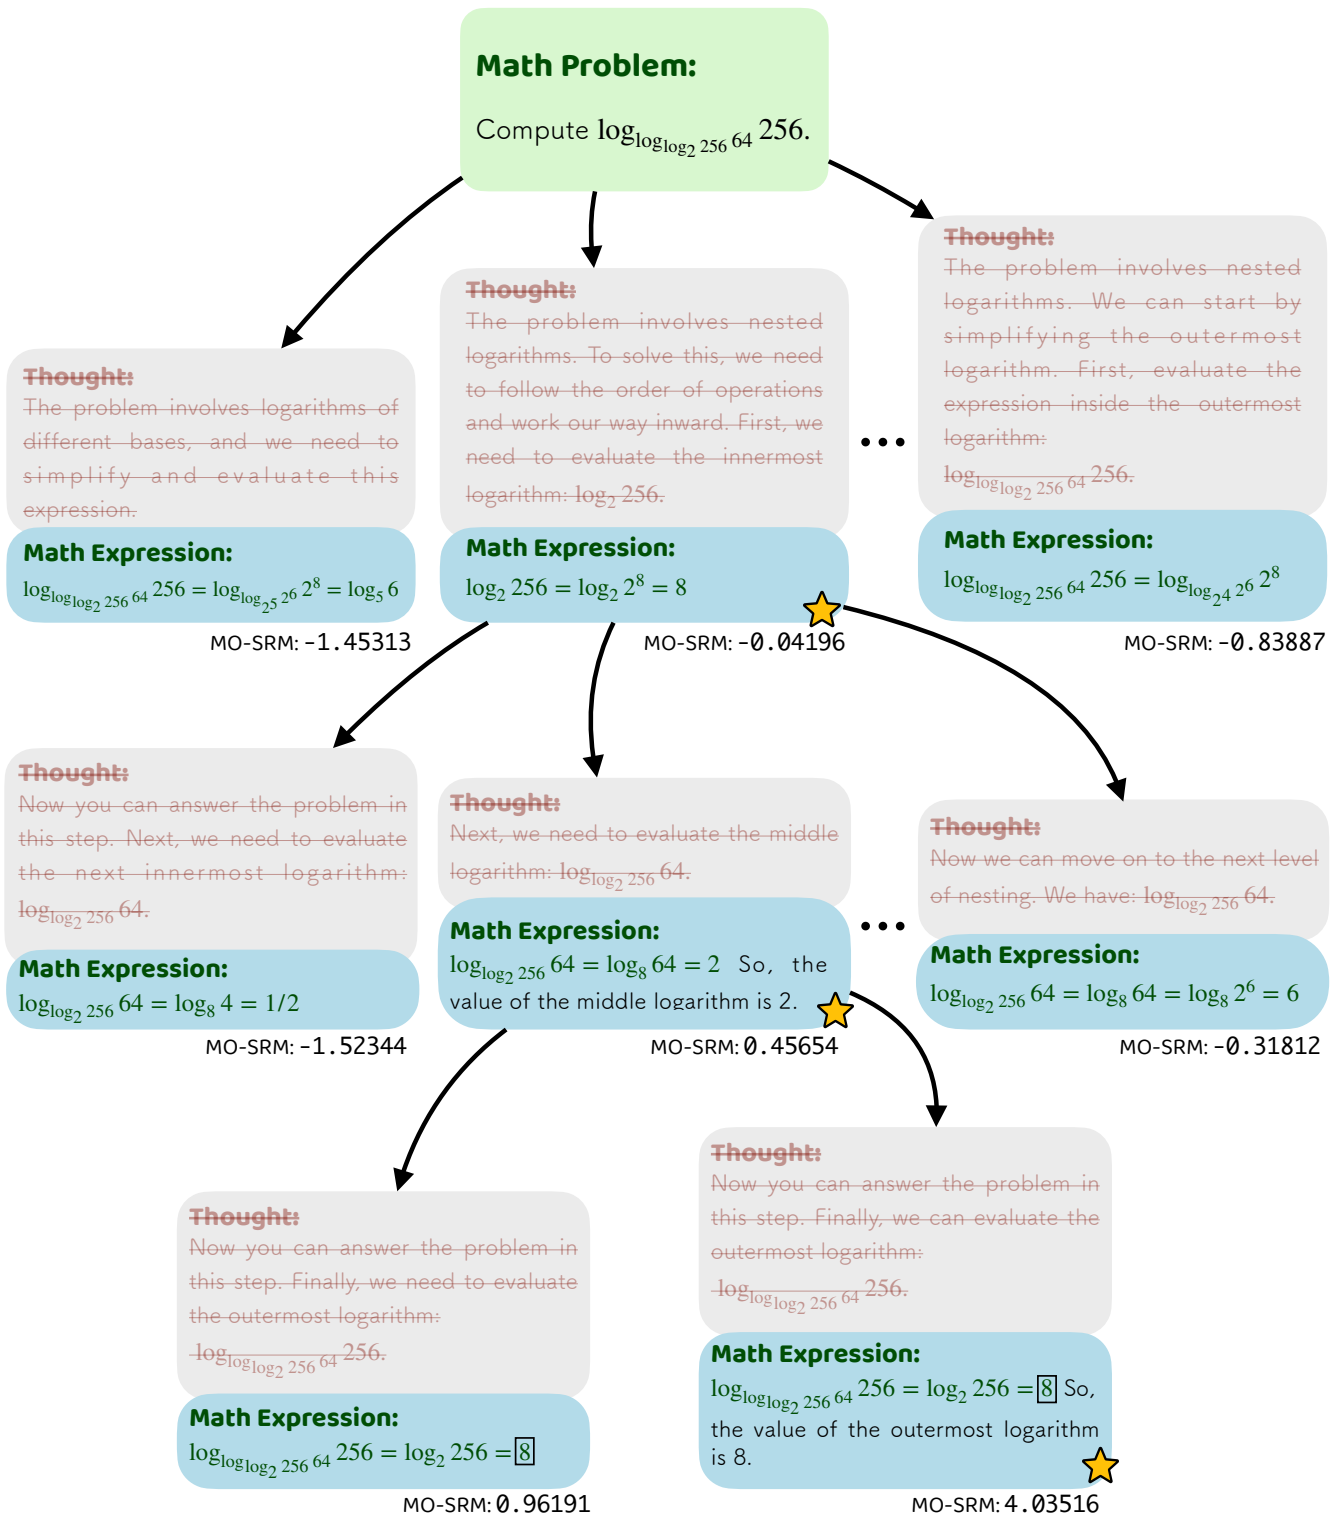 Math Problem:
Compute log_{log_{log_2 256} 64} 256.
Thought:
The problem involves logarithms of
different bases, and we need to
simplify and evaluate this
expression.
Math Expression:
log_{log_{log_2 256} 64} 256 = log_{log_{2^5} 2^6} 2^8 = log_5 6
MO-SRM: -1.45313
Thought:
The problem involves nested
logarithms. To solve this, we need
to follow the order of operations
and work our way inward. First, we
need to evaluate the innermost
logarithm: log_2 256.
Math Expression:
log_2 256 = log_2 2^8 = 8
MO-SRM: -0.04196
...
Thought:
The problem involves nested
logarithms. We can start by
simplifying the outermost
logarithm. First, evaluate the
expression inside the outermost
logarithm:
log_{log_{log_2 256} 64} 256.
Math Expression:
log_{log_{log_2 256} 64} 256 = log_{log_{2^4} 2^6} 2^8
MO-SRM: -0.83887
Thought:
Now you can answer the problem in
this step. Next, we need to evaluate
the next innermost logarithm:
log_{log_2 256} 64.
Math Expression:
log_{log_2 256} 64 = log_8 4 = 1/2
MO-SRM: -1.52344
Thought:
Next, we need to evaluate the middle
logarithm: log_{log_2 256} 64.
Math Expression:
log_{log_2 256} 64 = log_8 64 = 2 So, the
value of the middle logarithm is 2.
MO-SRM: 0.45654
...
Thought:
Now we can move on to the next level
of nesting. We have: log_{log_2 256} 64.
Math Expression:
log_{log_2 256} 64 = log_8 64 = log_8 2^6 = 6
MO-SRM: -0.31812
Thought:
Now you can answer the problem in
this step. Finally, we need to evaluate
the outermost logarithm:
log_{log_{log_2 256} 64} 256.
Math Expression:
log_{log_{log_2 256} 64} 256 = log_2 256 = 8
MO-SRM: 0.96191
Thought:
Now you can answer the problem in
this step. Finally, we can evaluate the
outermost logarithm:
log_{log_{log_2 256} 64} 256.
Math Expression:
log_{log_{log_2 256} 64} 256 = log_2 256 = 8 So,
the value of the outermost logarithm
is 8.
MO-SRM: 4.03516